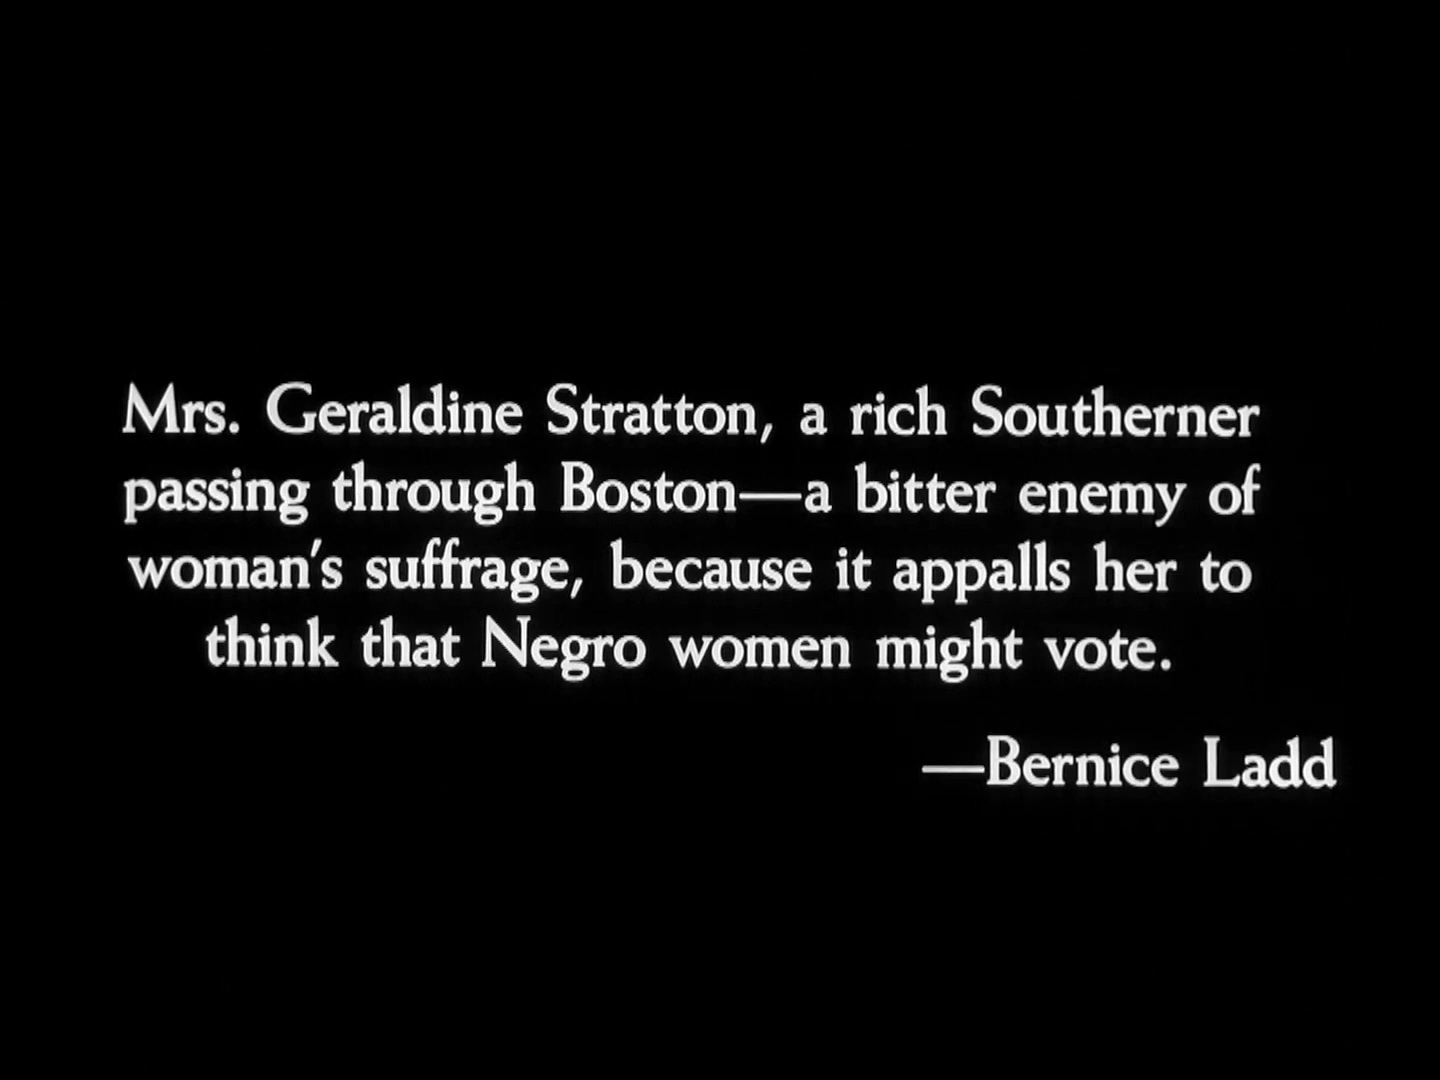 Mrs. Geraldine Stratton, a rich Southerner
passing through Boston—a bitter enemy of
woman's suffrage, because it appalls her to
think that Negro women might vote.
—Bernice Ladd